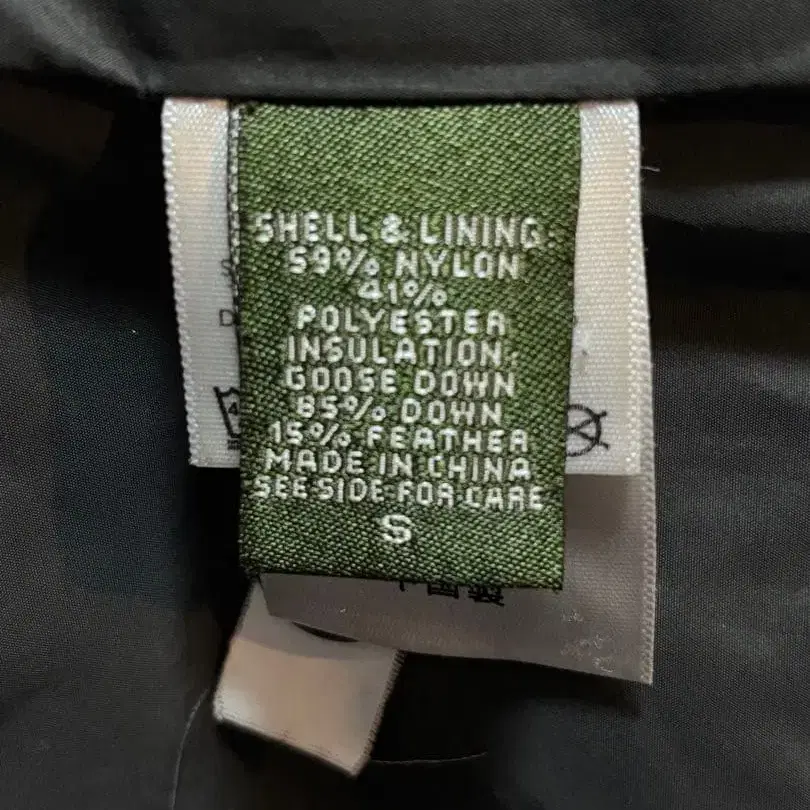 SHELL & LINING:
59% NYLON
41%
POLYESTER
INSULATION:
GOOSE DOWN
85% DOWN
15% FEATHER
MADE IN CHINA
SEE SIDE FOR CARE
S